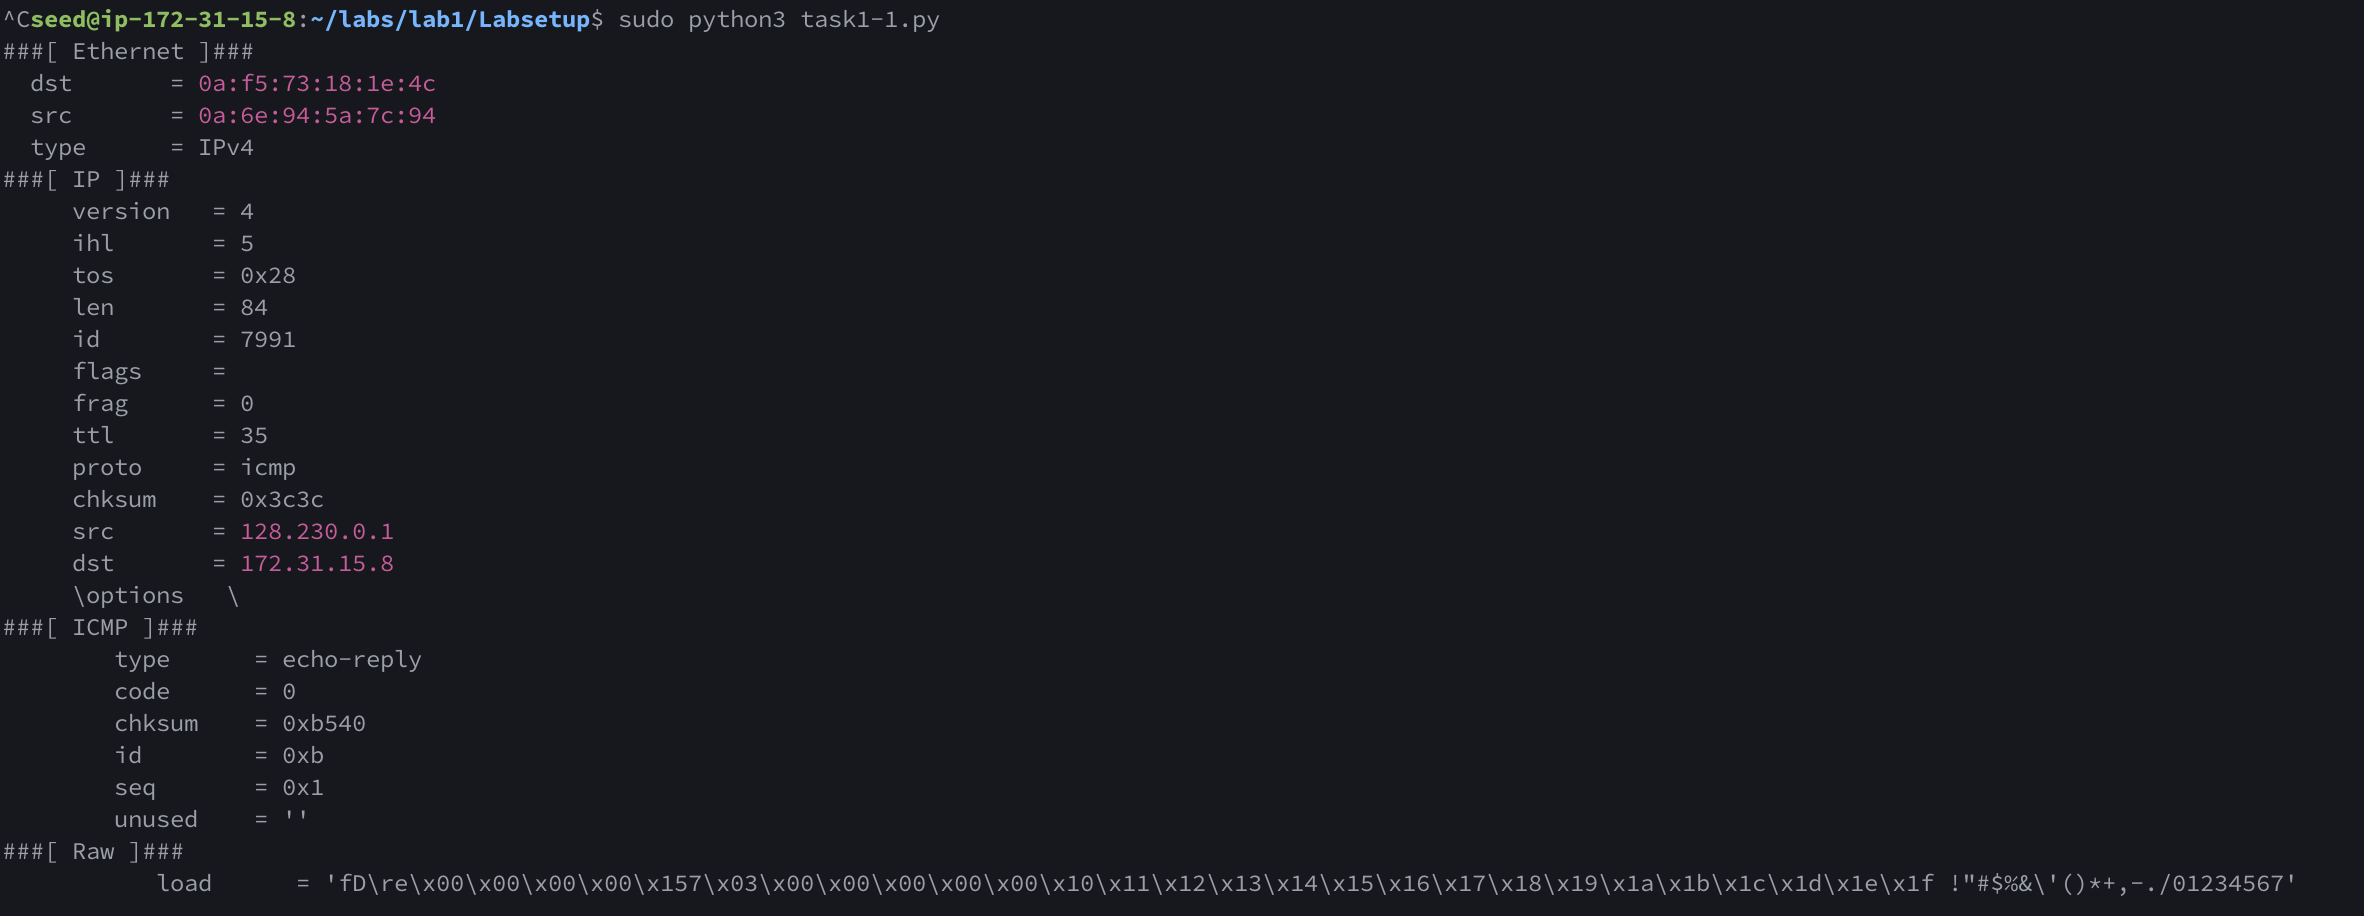 ^Cseed@ip-172-31-15-8:~/labs/lab1/Labsetup$ sudo python3 task1-1.py
###[ Ethernet ]###
  dst       = 0a:f5:73:18:1e:4c
  src       = 0a:6e:94:5a:7c:94
  type      = IPv4
###[ IP ]###
     version   = 4
     ihl       = 5
     tos       = 0x28
     len       = 84
     id        = 7991
     flags     =
     frag      = 0
     ttl       = 35
     proto     = icmp
     chksum    = 0x3c3c
     src       = 128.230.0.1
     dst       = 172.31.15.8
     \options   \
###[ ICMP ]###
        type      = echo-reply
        code      = 0
        chksum    = 0xb540
        id        = 0xb
        seq       = 0x1
        unused    = ''
###[ Raw ]###
           load      = 'fD\re\x00\x00\x00\x00\x157\x03\x00\x00\x00\x00\x00\x10\x11\x12\x13\x14\x15\x16\x17\x18\x19\x1a\x1b\x1c\x1d\x1e\x1f !"#$%&\'()*+,-./01234567'